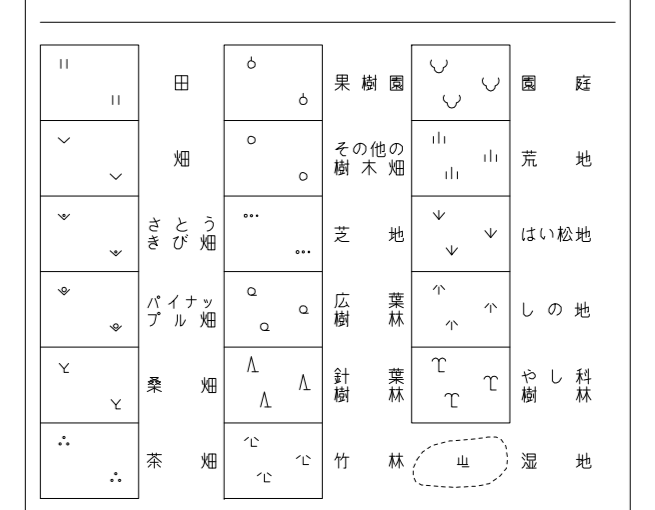 田
畑
さとう
きび畑
パイナッ
プル畑
桑畑
茶畑
果樹園
その他の
樹木畑
芝地
広葉
樹林
針葉
樹林
竹林
園庭
荒地
はい松地
しの地
やし科
樹林
湿地